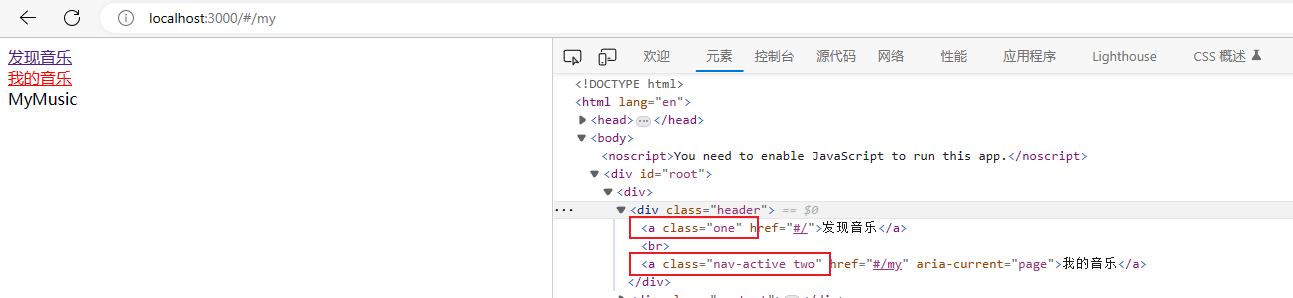 localhost:3000/#/my
发现音乐
我的音乐
MyMusic
欢迎 元素 控制台 源代码 网络 性能 应用程序 Lighthouse CSS 概述
<!DOCTYPE html>
<html lang="en">
<head>…</head>
<body>
<noscript>You need to enable JavaScript to run this app.</noscript>
<div id="root">
<div>
<div class="header"> == $0
<a class="one" href="#/">发现音乐</a>
<br>
<a class="nav-active two" href="#/my" aria-current="page">我的音乐</a>
</div>